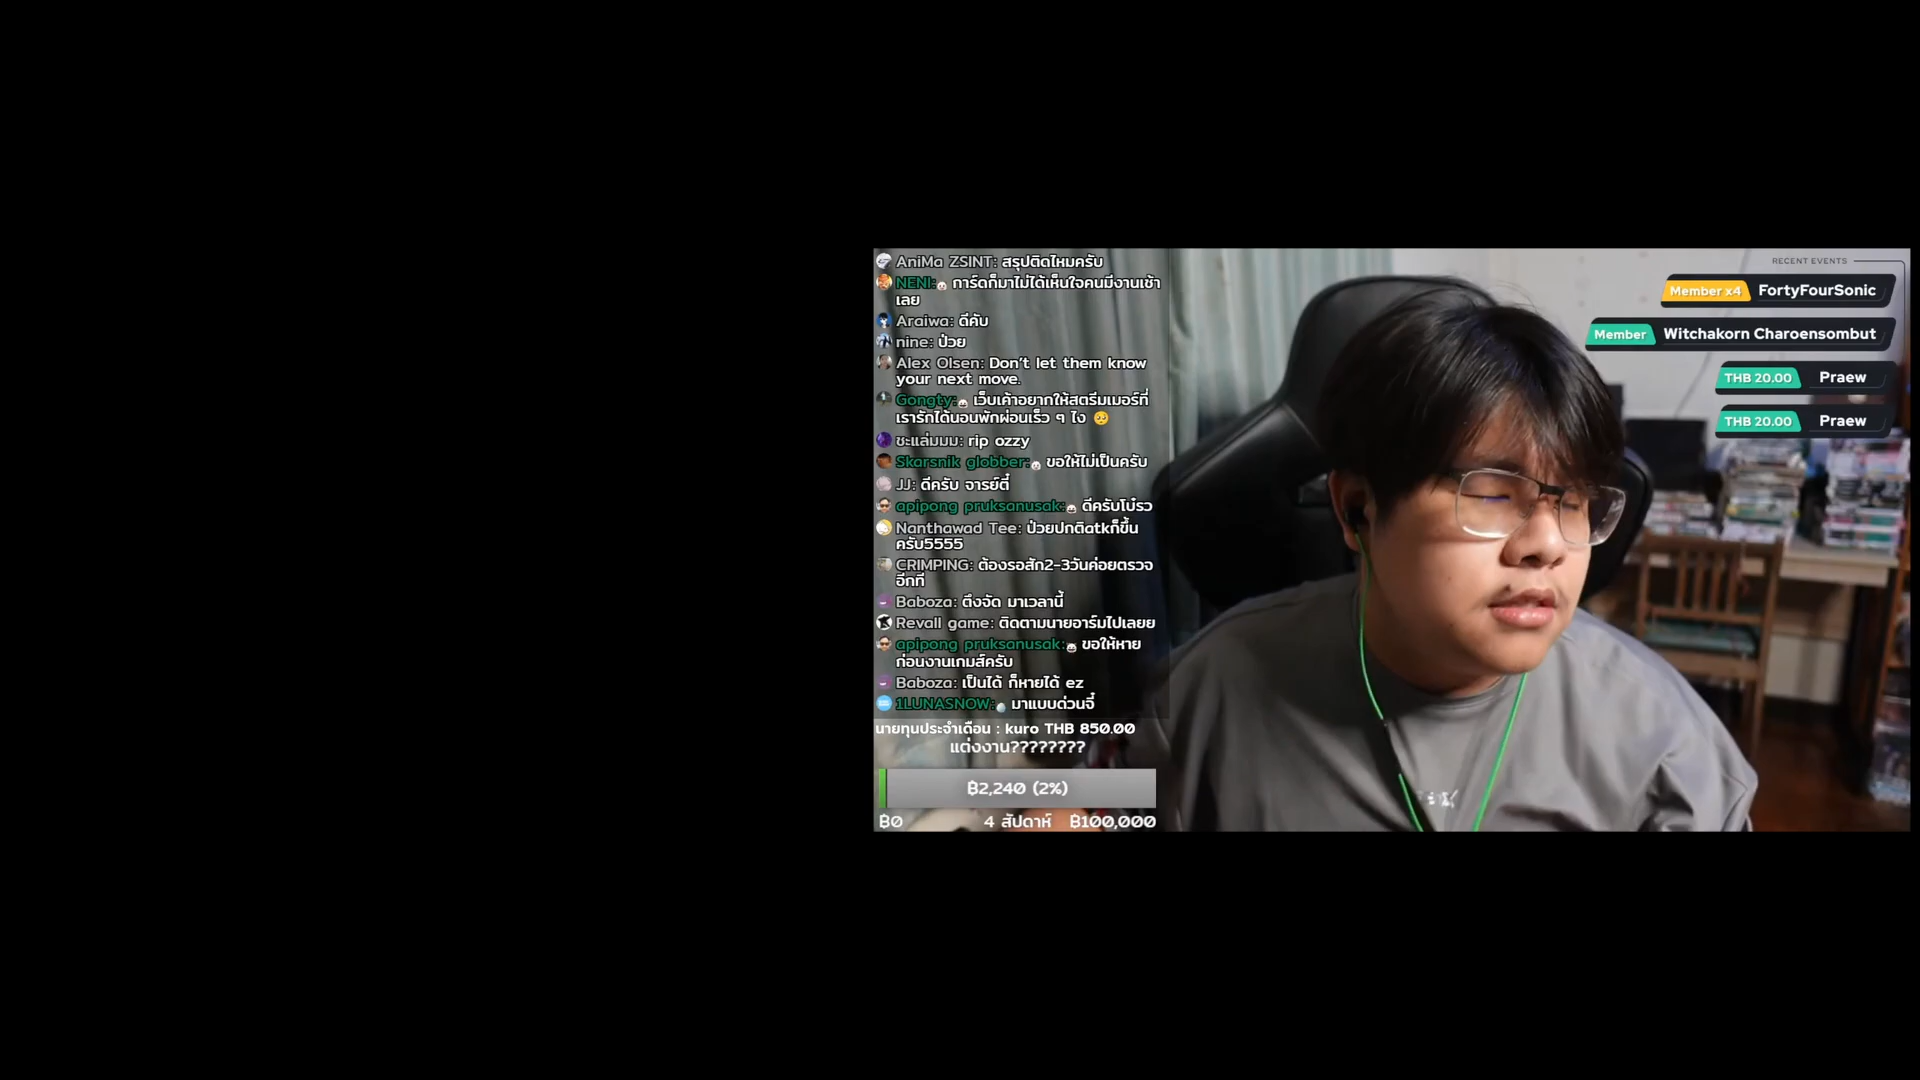 AniMa ZSINT: สรุปติดไหมครับ
NENI: การ์ดก็มาไม่ได้เห็นใจคนมีงานเช้า
เลย
Araiwa: ดีคับ
nine: ป่วย
Alex Olsen: Don't let them know
your next move.
Gongty: เว็บเค้าอยากให้สตรีมเมอร์ที่
เรารักได้นอนพักผ่อนเร็ว ๆ ไง 🥺
ชะแล่มมม: rip ozzy
Skarsnik globber: ขอให้ไม่เป็นครับ
JJ: ดีครับ จารย์ตี๋
apipong pruksanusak: ดีครับโบ๋รว
Nanthawad Tee: ป่วยปกติatkก็ขึ้น
ครับ5555
CRIMPING: ต้องรอสัก2-3วันค่อยตรวจ
อีกที
Baboza: ตึงจัด มาเวลานี้
Revall game: ติดตามนายอาร์มไปเลยย
apipong pruksanusak: ขอให้หาย
ก่อนงานเกมส์ครับ
Baboza: เป็นได้ ก็หายได้ ez
1LUNASNOW: มาแบบด่วนจี๋
นายทุนประจำเดือน : kuro THB 850.00
แต่งงาน????????
฿2,240 (2%)
฿0 4 สัปดาห์ ฿100,000
RECENT EVENTS
Member x4 FortyFourSonic
Member Witchakorn Charoensombut
THB 20.00 Praew
THB 20.00 Praew